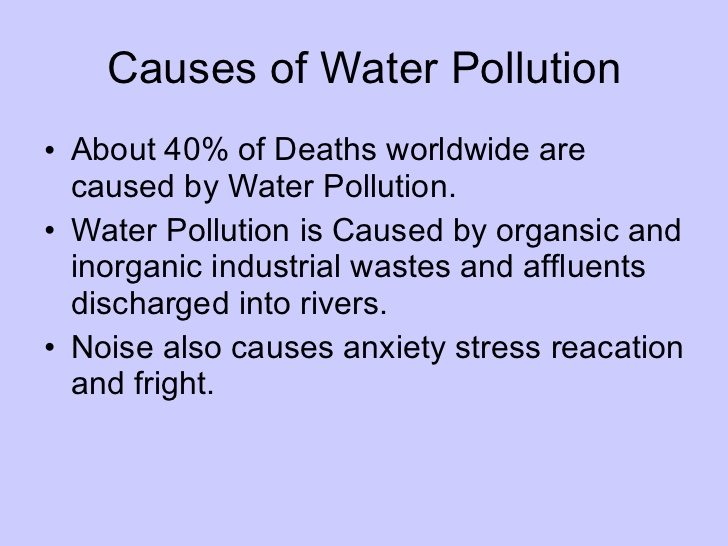 Causes of Water Pollution
• About 40% of Deaths worldwide are
caused by Water Pollution.
• Water Pollution is Caused by organsic and
inorganic industrial wastes and affluents
discharged into rivers.
• Noise also causes anxiety stress reacation
and fright.